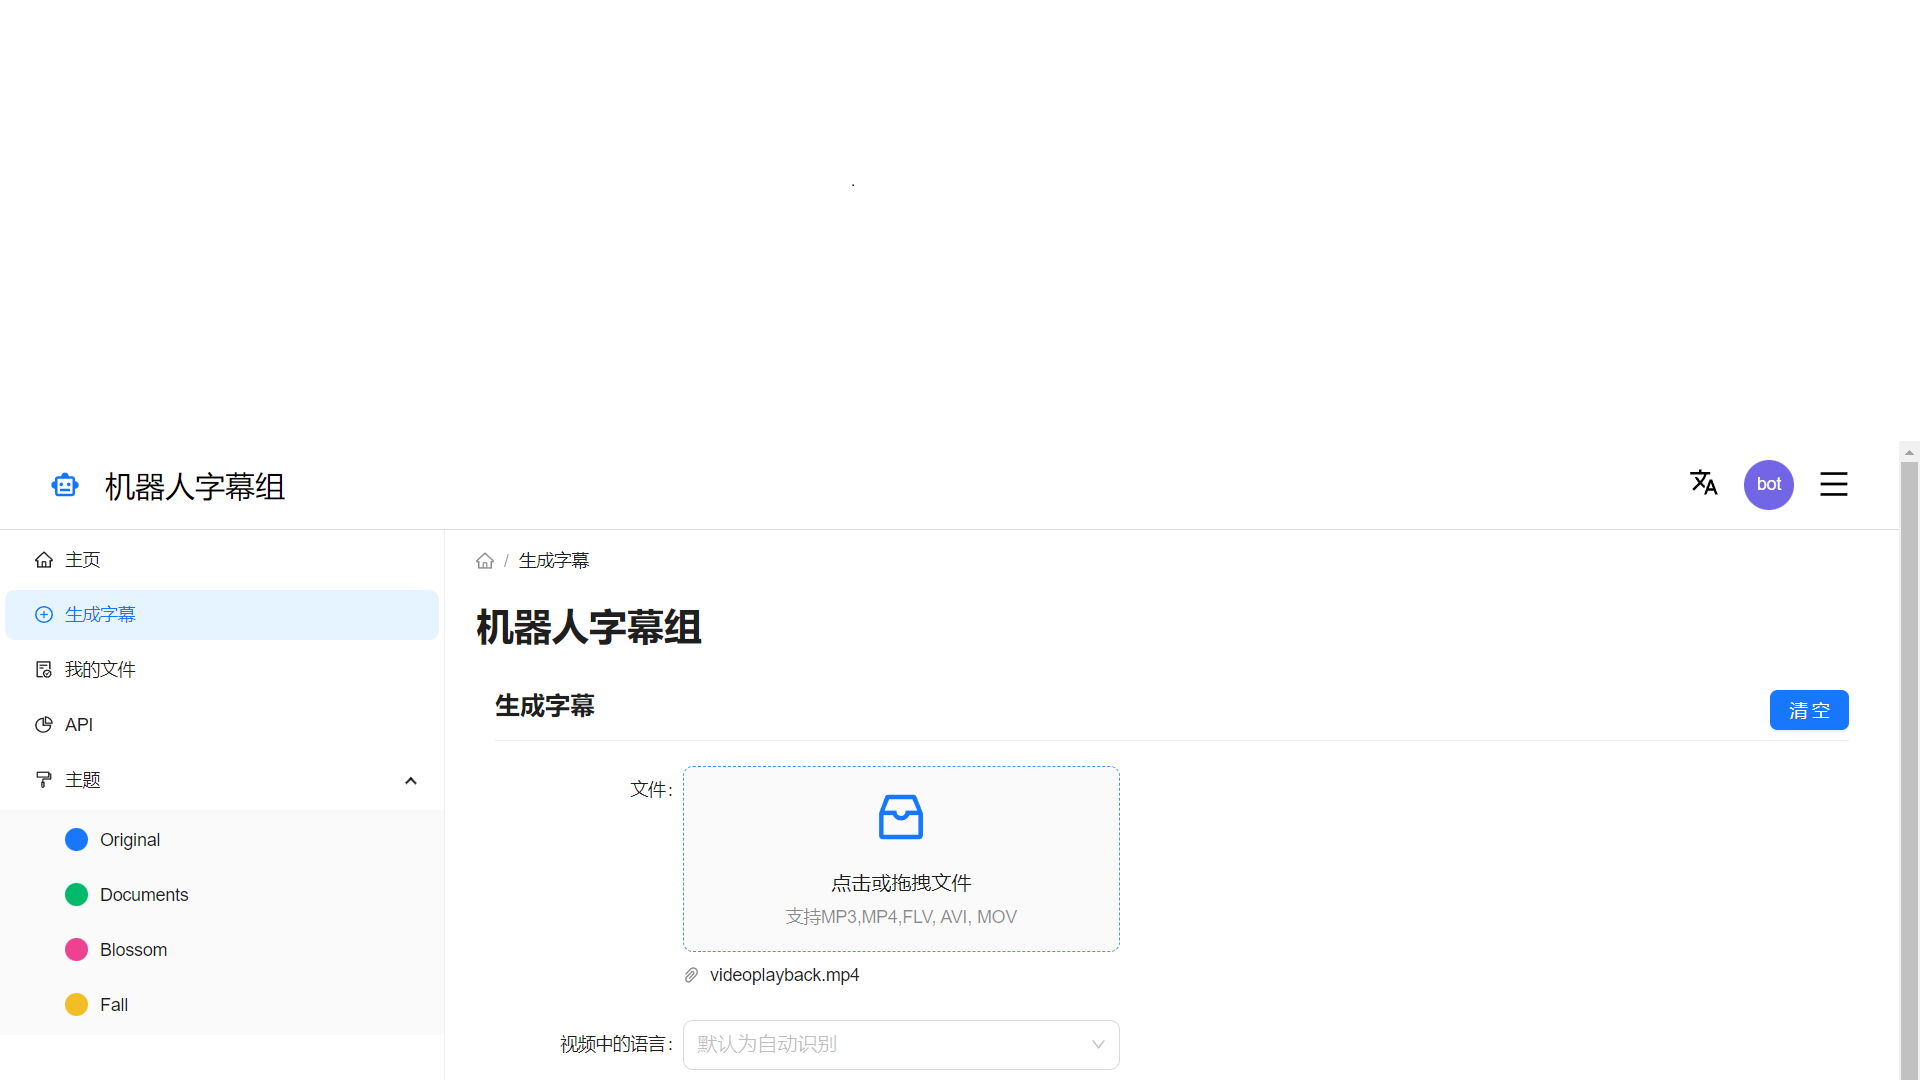 机器人字幕组
bot
主页
生成字幕
我的文件
API
主题
Original
Documents
Blossom
Fall
/ 生成字幕
机器人字幕组
生成字幕
清 空
文件:
点击或拖拽文件
支持MP3,MP4,FLV, AVI, MOV
videoplayback.mp4
视频中的语言:
默认为自动识别